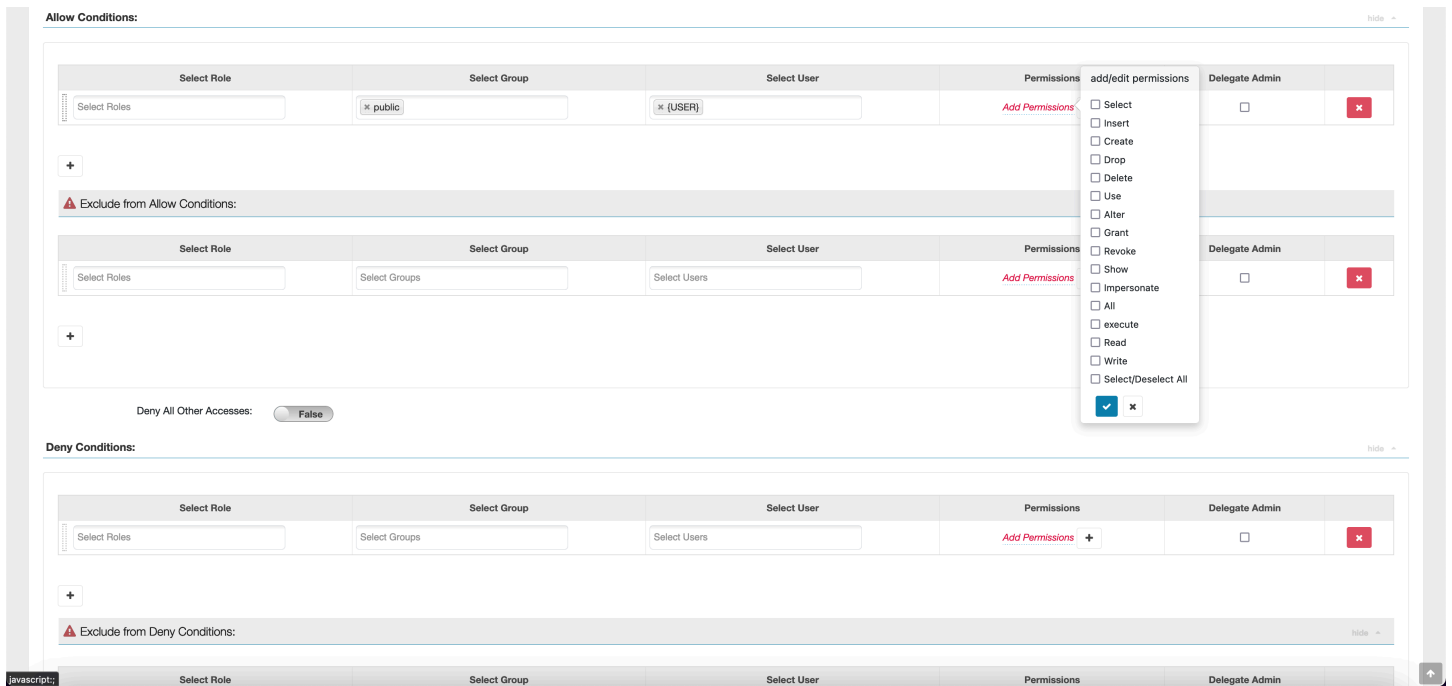 Allow Conditions:
hide
Select Role Select Group Select User Permissions Delegate Admin
Select Roles public {USER} Add Permissions
add/edit permissions
Select
Insert
Create
Drop
Delete
Use
Alter
Grant
Revoke
Show
Impersonate
All
execute
Read
Write
Select/Deselect All
+
Exclude from Allow Conditions:
Select Role Select Group Select User Permissions Delegate Admin
Select Roles Select Groups Select Users Add Permissions
+
Deny All Other Accesses: False
Deny Conditions:
hide
Select Role Select Group Select User Permissions Delegate Admin
Select Roles Select Groups Select Users Add Permissions +
+
Exclude from Deny Conditions:
hide
Select Role Select Group Select User Permissions Delegate Admin
javascript:;